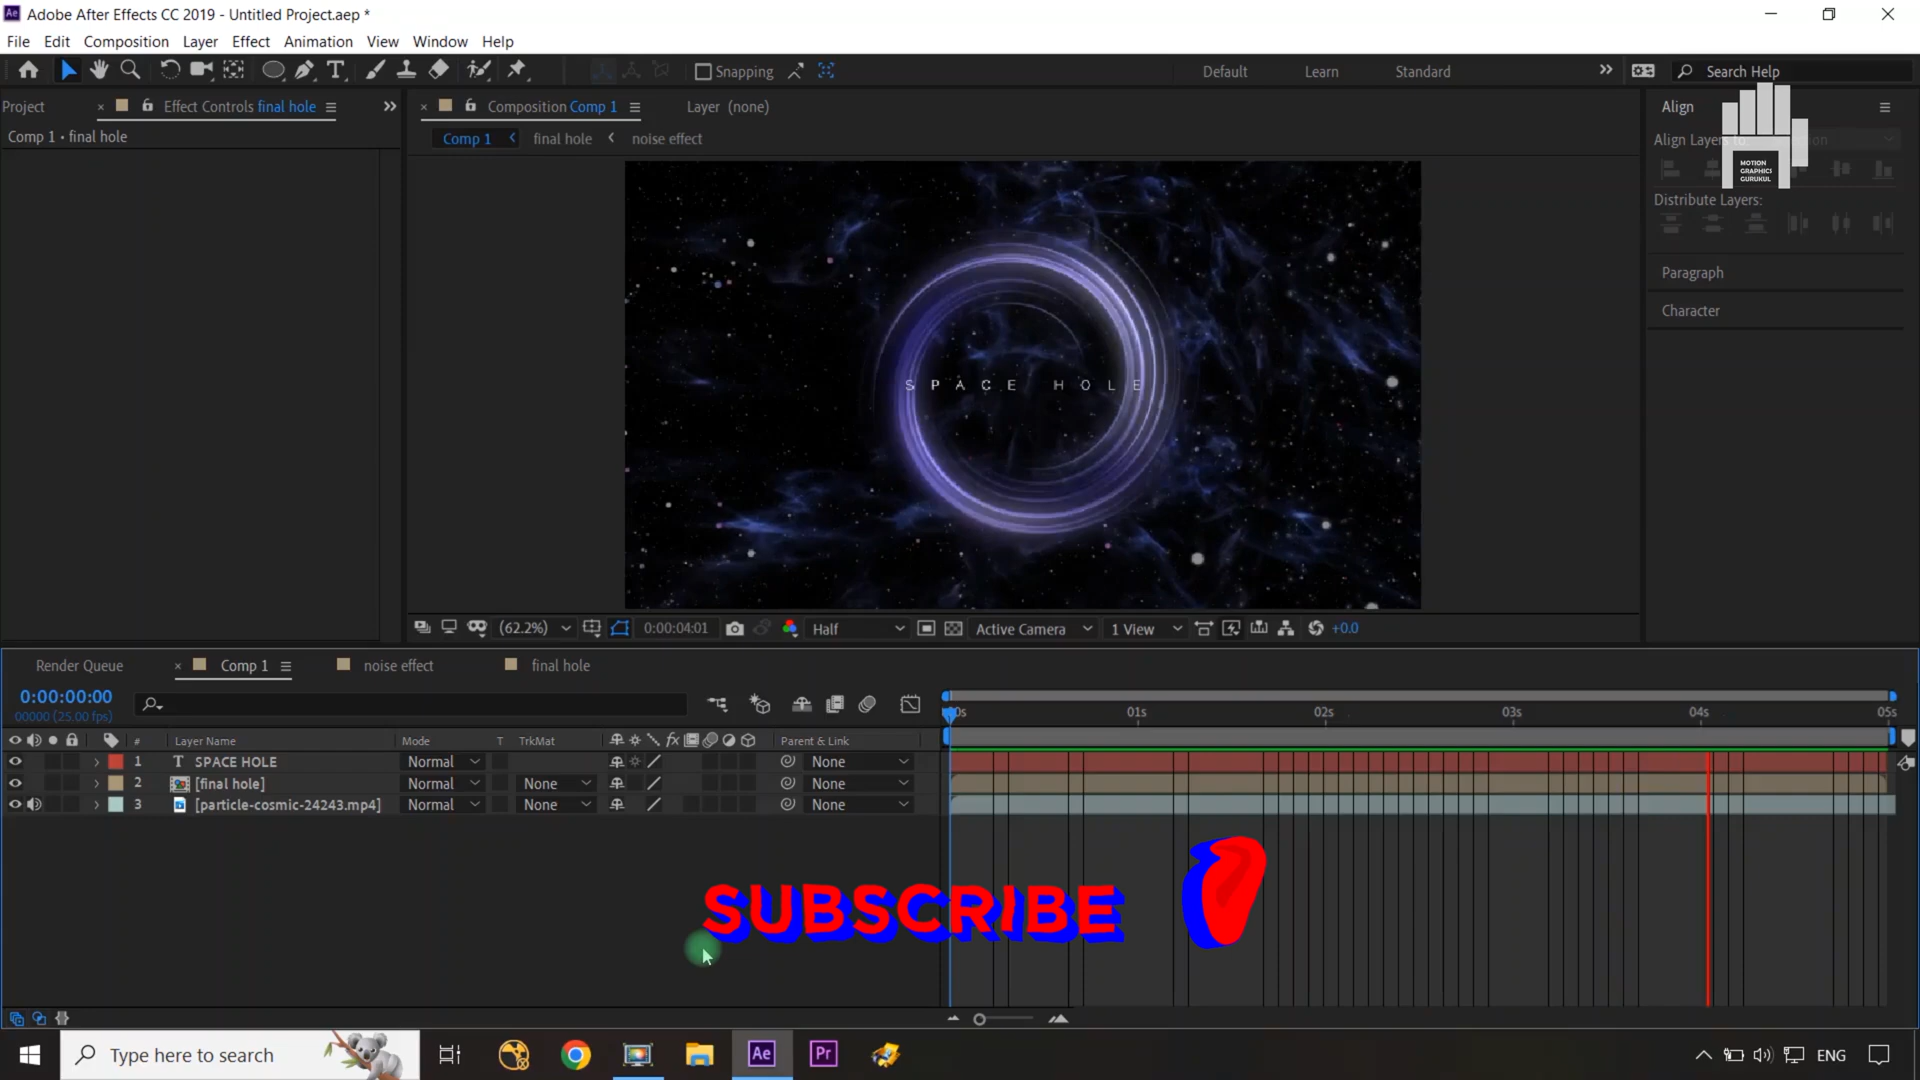 Adobe After Effects CC 2019 - Untitled Project.aep *
File Edit Composition Layer Effect Animation View Window Help
Snapping Default Learn Standard Search Help
Project Effect Controls final hole Composition Comp 1 Layer (none) Align
Comp 1 • final hole Comp 1 final hole noise effect Align Layers to:
MOTION
GRAPHICS
GURUKUL
Distribute Layers:
Paragraph
Character
SPACE HOLE
(62.2%) 0:00:04:01 Half Active Camera 1 View +0.0
Render Queue Comp 1 noise effect final hole
0:00:00:00
00000 (25.00 fps)
01s 02s 03s 04s 05s
# Layer Name Mode T TrkMat fx Parent & Link
1 T SPACE HOLE Normal None
2 [final hole] Normal None None
3 [particle-cosmic-24243.mp4] Normal None None
SUBSCRIBE
Type here to search Ae Pr ENG